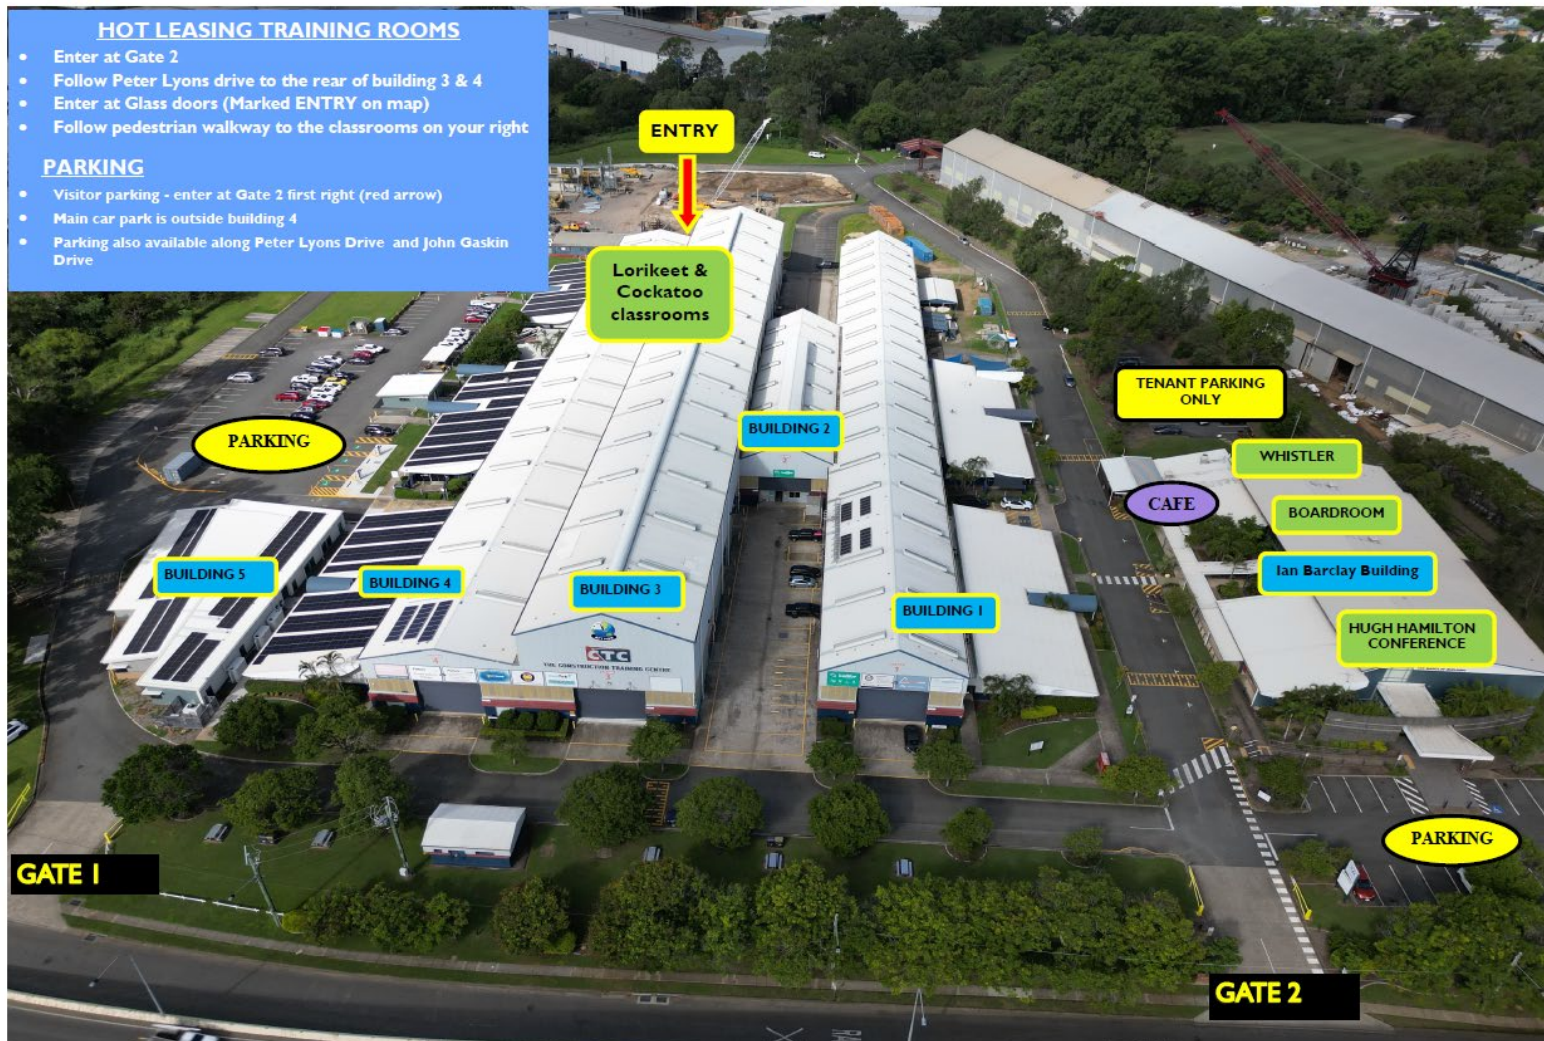 HOT LEASING TRAINING ROOMS
• Enter at Gate 2
• Follow Peter Lyons drive to the rear of building 3 & 4
• Enter at Glass doors (Marked ENTRY on map)
• Follow pedestrian walkway to the classrooms on your right
PARKING
• Visitor parking - enter at Gate 2 first right (red arrow)
• Main car park is outside building 4
• Parking also available along Peter Lyons Drive and John Gaskin
Drive
ENTRY
Lorikeet &
Cockatoo
classrooms
TENANT PARKING
ONLY
PARKING
BUILDING 2
WHISTLER
CAFE
BOARDROOM
BUILDING 5
BUILDING 4
BUILDING 3
BUILDING 1
Ian Barclay Building
HUGH HAMILTON
CONFERENCE
CTC
THE CONSTRUCTION TRAINING CENTRE
PARKING
GATE 1
GATE 2